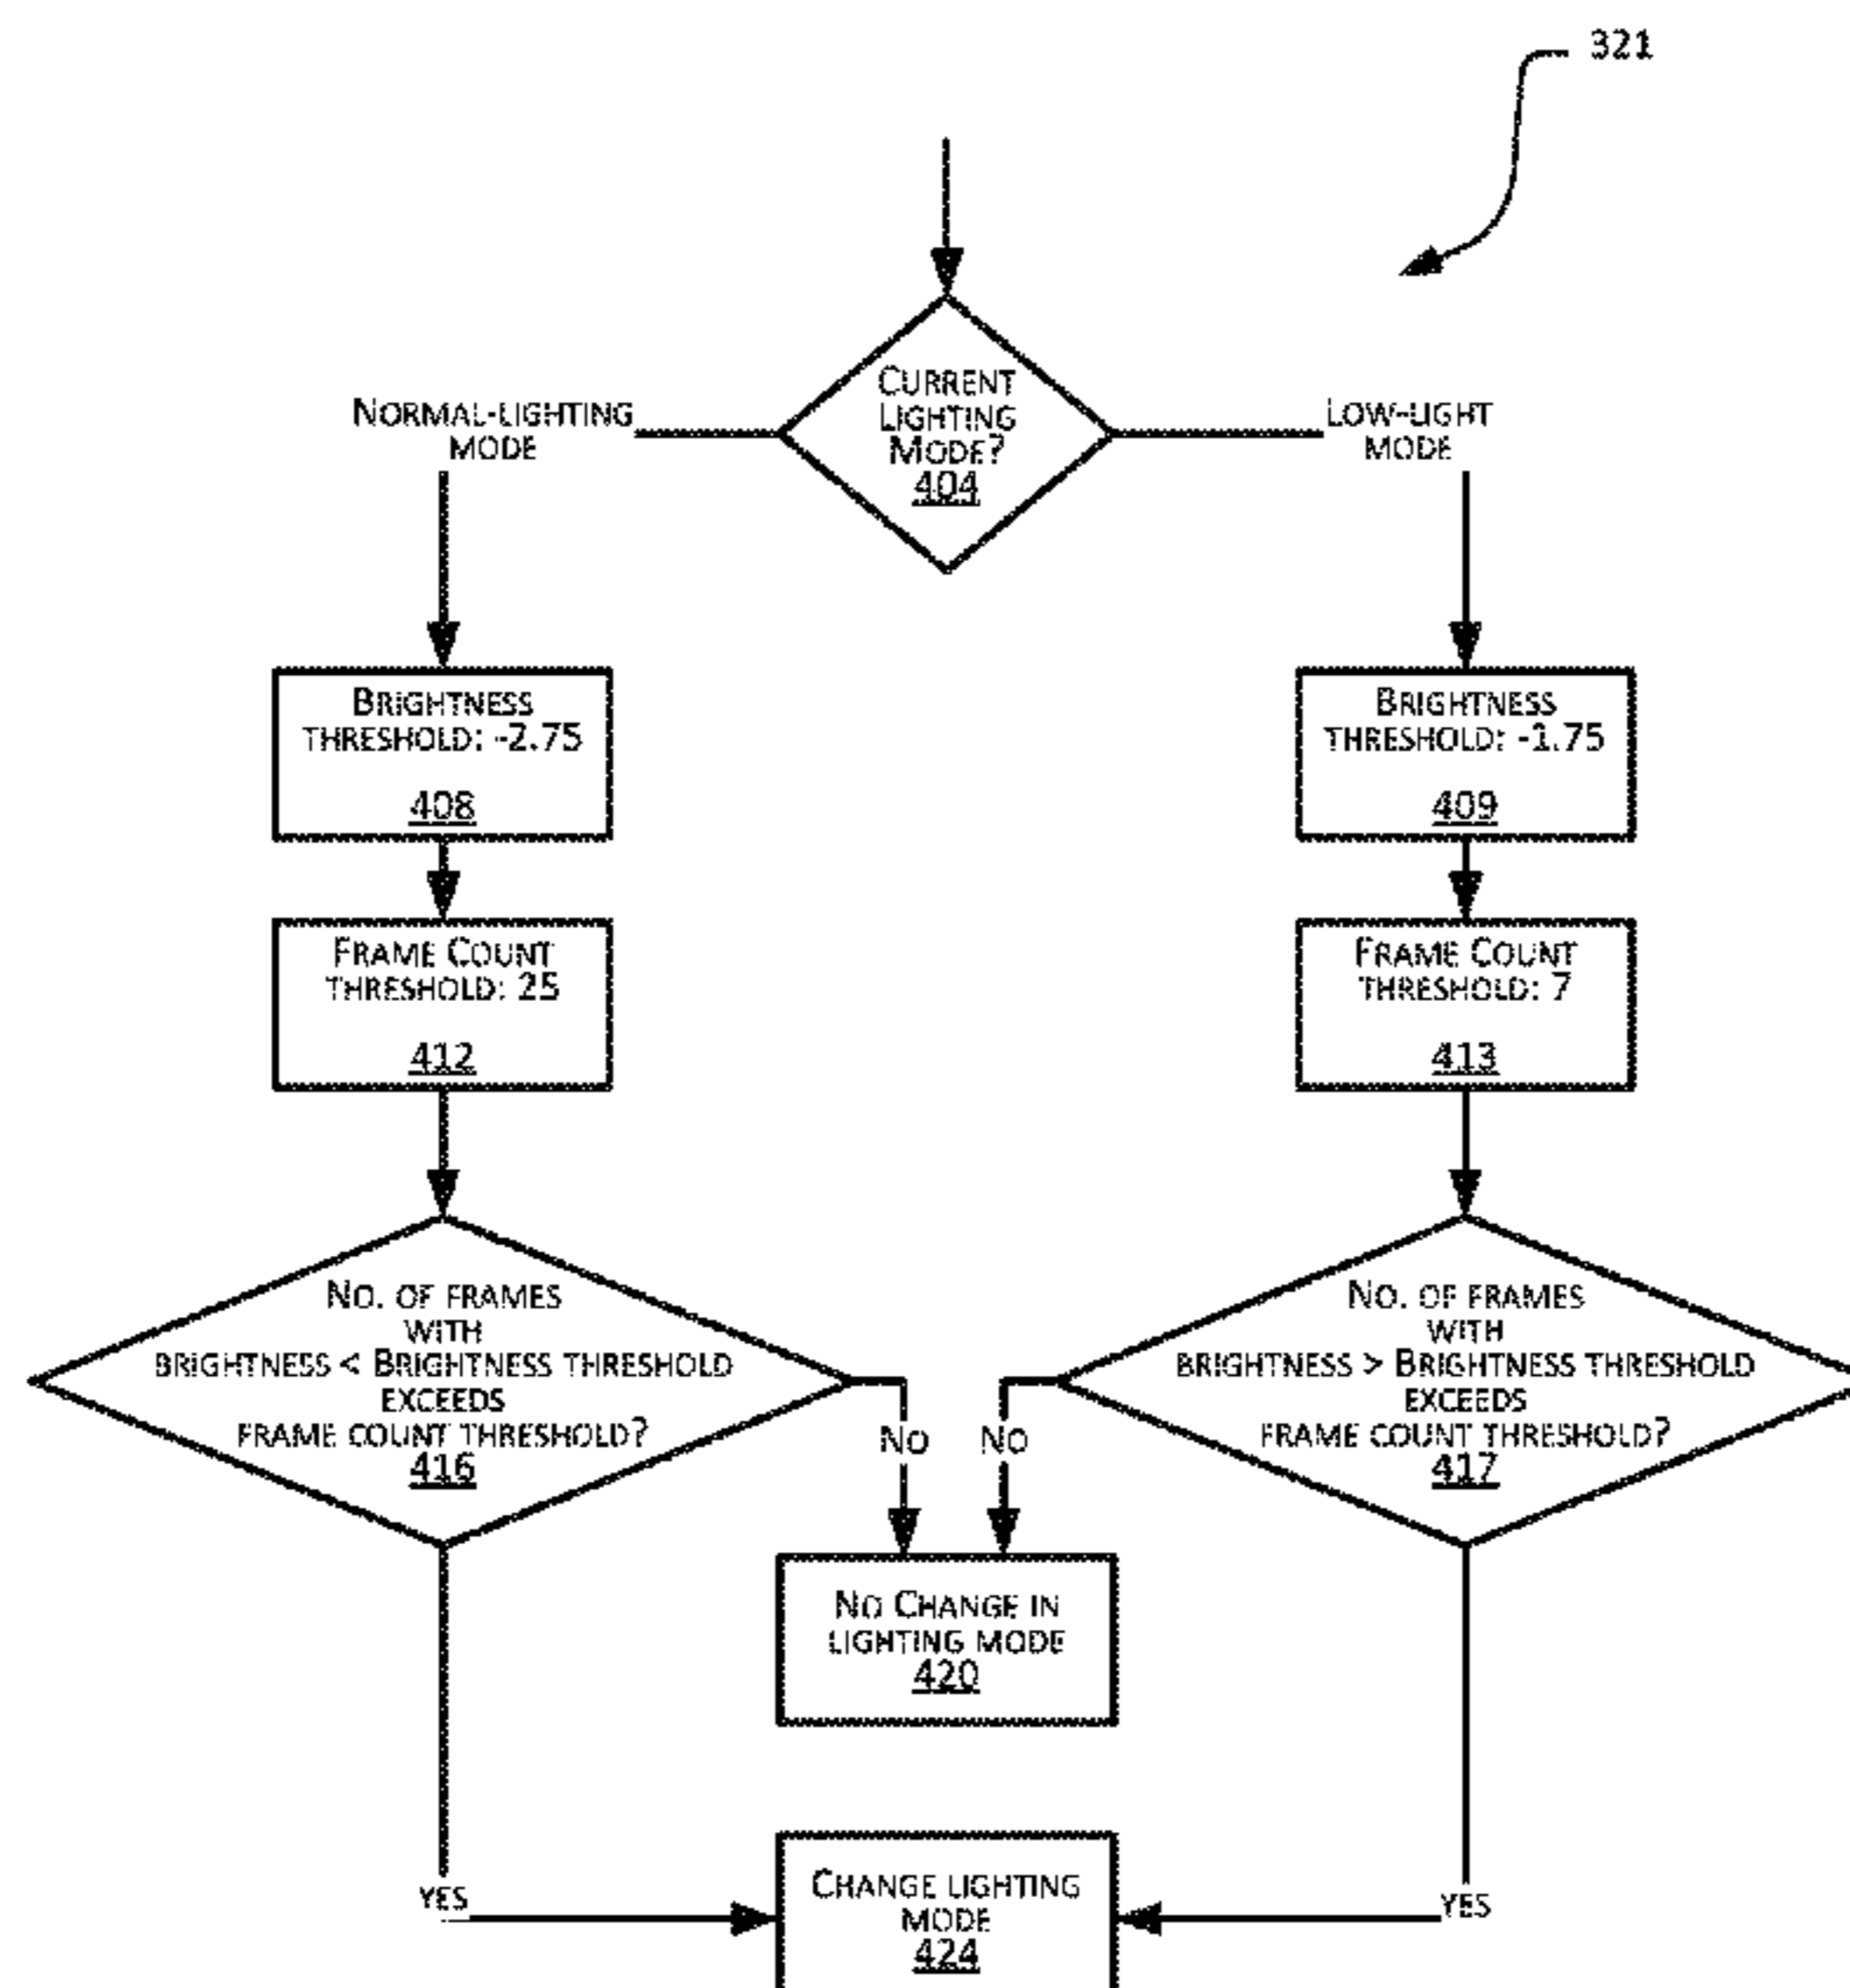 321
CURRENT
LIGHTING
MODE?
404
NORMAL-LIGHTING
MODE
LOW-LIGHT
MODE
BRIGHTNESS
THRESHOLD: -2.75
408
BRIGHTNESS
THRESHOLD: -1.75
409
FRAME COUNT
THRESHOLD: 25
412
FRAME COUNT
THRESHOLD: 7
413
NO. OF FRAMES
WITH
BRIGHTNESS < BRIGHTNESS THRESHOLD
EXCEEDS
FRAME COUNT THRESHOLD?
416
NO. OF FRAMES
WITH
BRIGHTNESS > BRIGHTNESS THRESHOLD
EXCEEDS
FRAME COUNT THRESHOLD?
417
NO
NO
NO CHANGE IN
LIGHTING MODE
420
YES
CHANGE LIGHTING
MODE
424
YES